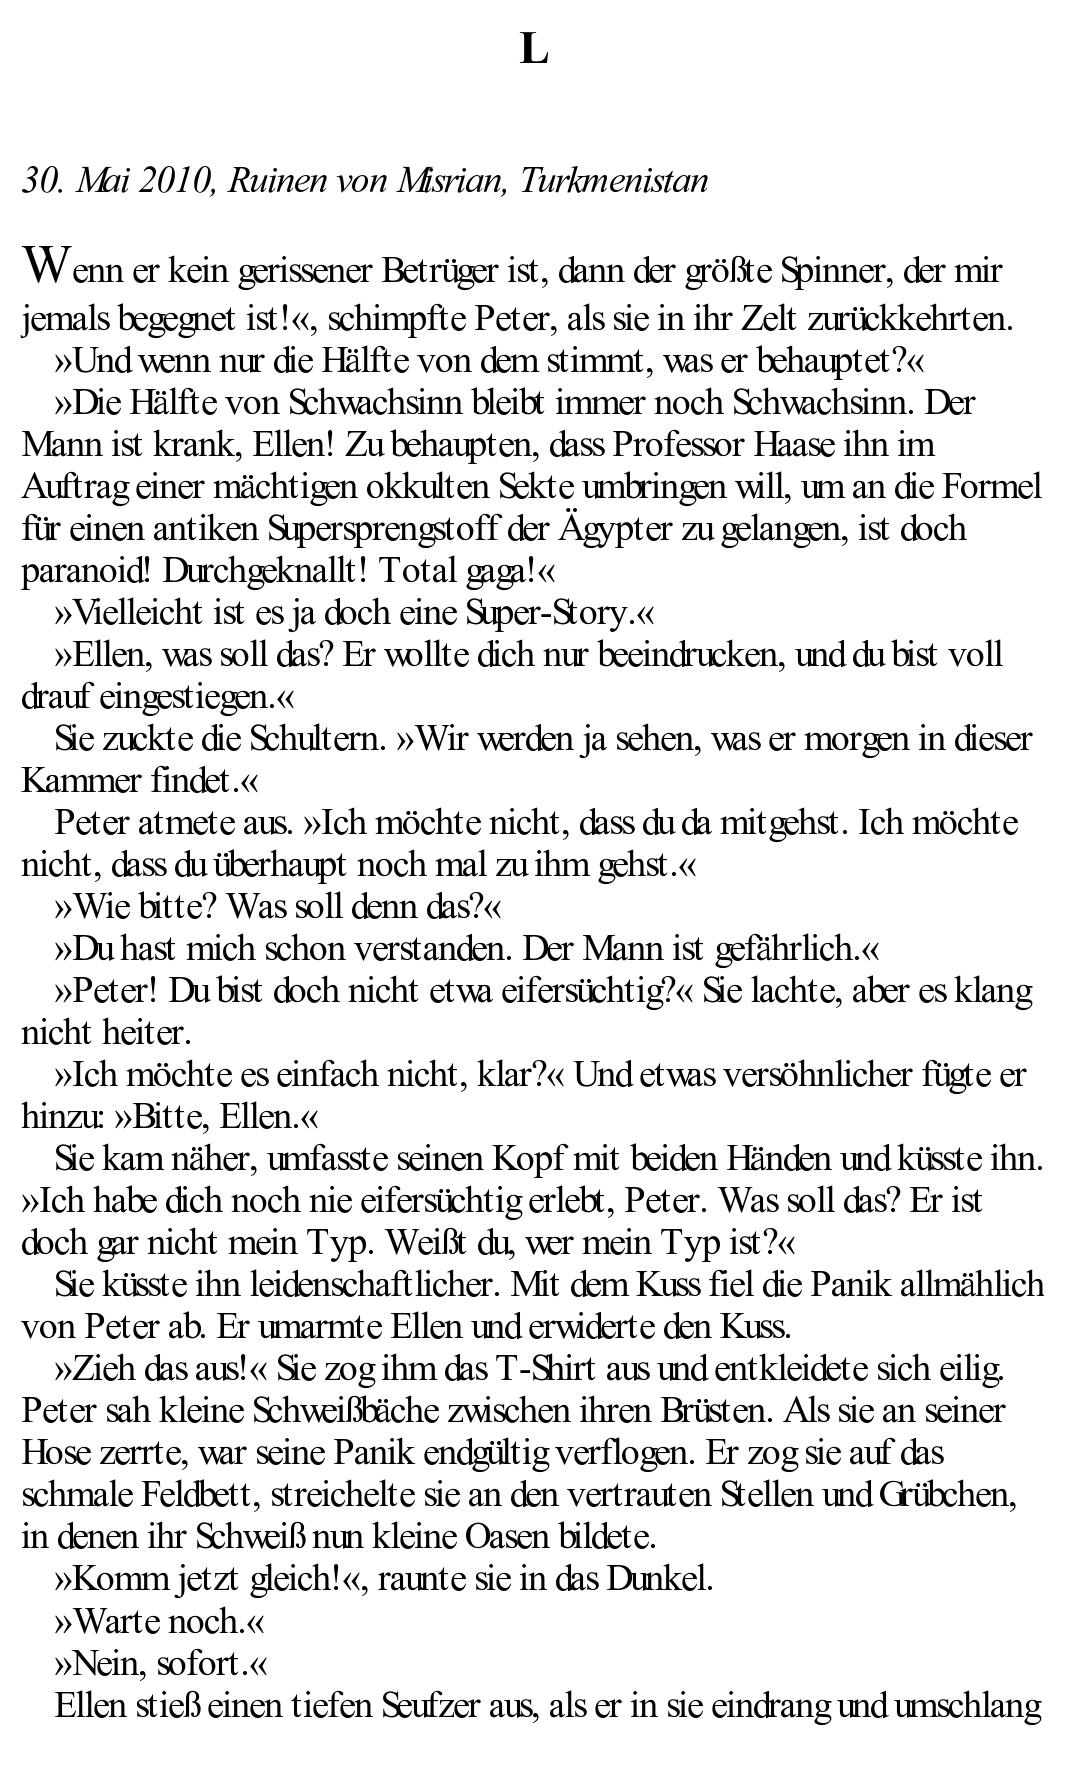 L
30. Mai 2010, Ruinen von Misrian, Turkmenistan
Wenn er kein gerissener Betrüger ist, dann der größte Spinner, der mir
jemals begegnet ist!«, schimpfte Peter, als sie in ihr Zelt zurückkehrten.
»Und wenn nur die Hälfte von dem stimmt, was er behauptet?«
»Die Hälfte von Schwachsinn bleibt immer noch Schwachsinn. Der
Mann ist krank, Ellen! Zu behaupten, dass Professor Haase ihn im
Auftrag einer mächtigen okkulten Sekte umbringen will, um an die Formel
für einen antiken Supersprengstoff der Ägypter zu gelangen, ist doch
paranoid! Durchgeknallt! Total gaga!«
»Vielleicht ist es ja doch eine Super-Story.«
»Ellen, was soll das? Er wollte dich nur beeindrucken, und du bist voll
drauf eingestiegen.«
Sie zuckte die Schultern. »Wir werden ja sehen, was er morgen in dieser
Kammer findet.«
Peter atmete aus. »Ich möchte nicht, dass du da mitgehst. Ich möchte
nicht, dass du überhaupt noch mal zu ihm gehst.«
»Wie bitte? Was soll denn das?«
»Du hast mich schon verstanden. Der Mann ist gefährlich.«
»Peter! Du bist doch nicht etwa eifersüchtig?« Sie lachte, aber es klang
nicht heiter.
»Ich möchte es einfach nicht, klar?« Und etwas versöhnlicher fügte er
hinzu: »Bitte, Ellen.«
Sie kam näher, umfasste seinen Kopf mit beiden Händen und küsste ihn.
»Ich habe dich noch nie eifersüchtig erlebt, Peter. Was soll das? Er ist
doch gar nicht mein Typ. Weißt du, wer mein Typ ist?«
Sie küsste ihn leidenschaftlicher. Mit dem Kuss fiel die Panik allmählich
von Peter ab. Er umarmte Ellen und erwiderte den Kuss.
»Zieh das aus!« Sie zog ihm das T-Shirt aus und entkleidete sich eilig.
Peter sah kleine Schweißbäche zwischen ihren Brüsten. Als sie an seiner
Hose zerrte, war seine Panik endgültig verflogen. Er zog sie auf das
schmale Feldbett, streichelte sie an den vertrauten Stellen und Grübchen,
in denen ihr Schweiß nun kleine Oasen bildete.
»Komm jetzt gleich!«, raunte sie in das Dunkel.
»Warte noch.«
»Nein, sofort.«
Ellen stieß einen tiefen Seufzer aus, als er in sie eindrang und umschlang